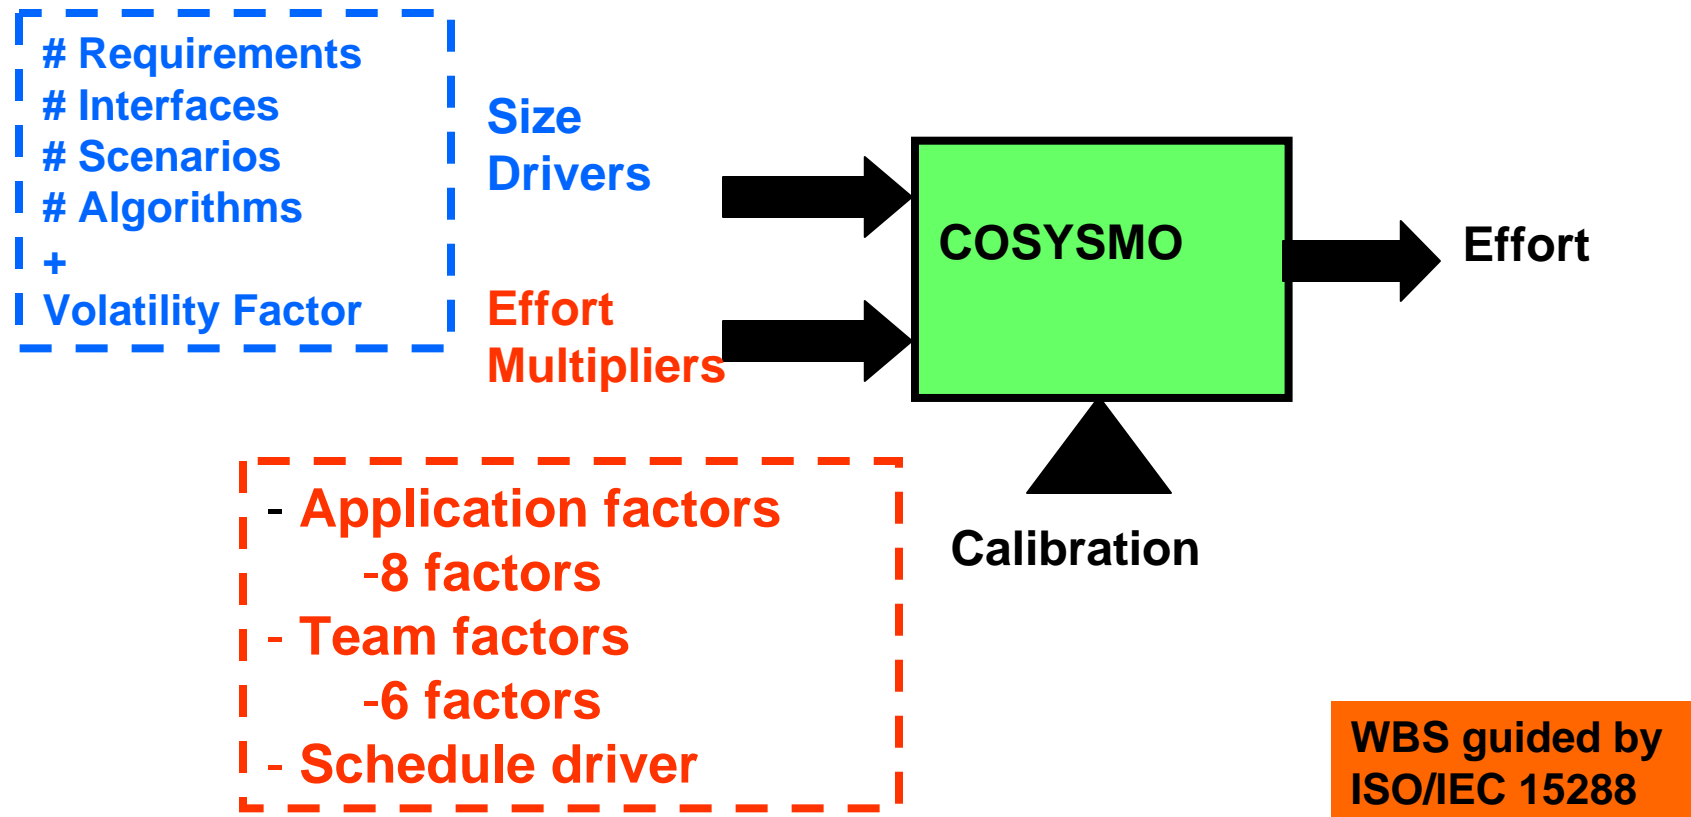 # Requirements
# Interfaces
# Scenarios
# Algorithms
+
Volatility Factor
Size
Drivers
Effort
Multipliers
COSYSMO
Effort
Calibration
- Application factors
-8 factors
- Team factors
-6 factors
- Schedule driver
WBS guided by
ISO/IEC 15288